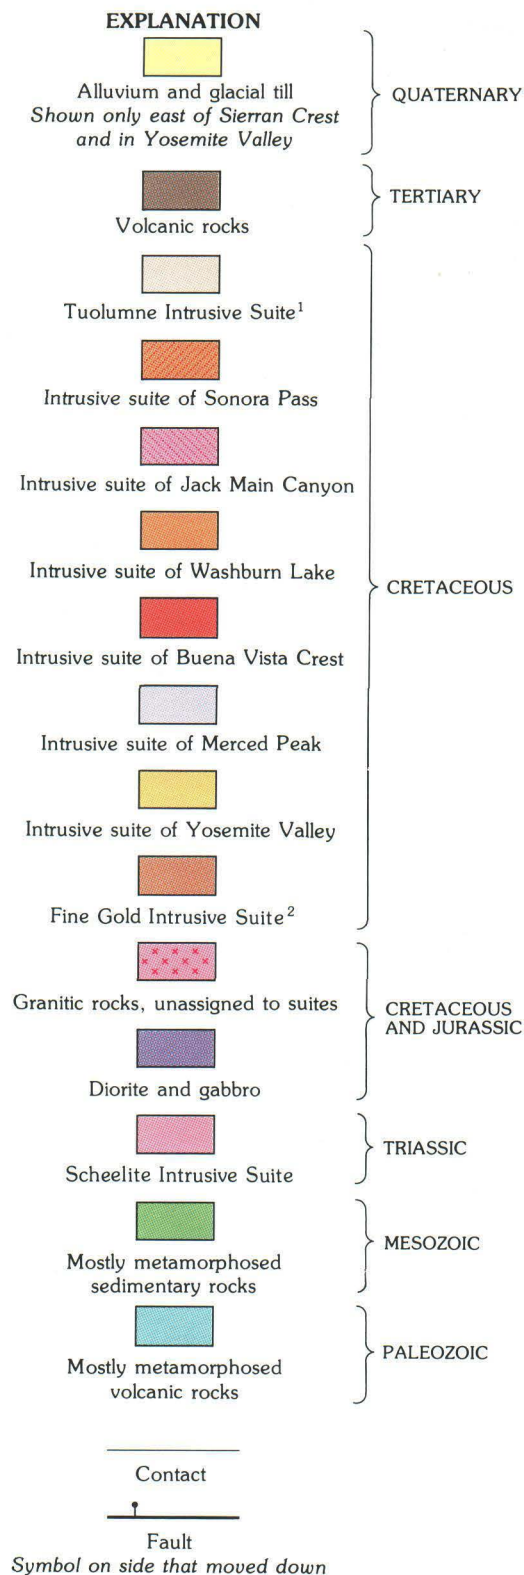 EXPLANATION
Alluvium and glacial till
Shown only east of Sierran Crest
and in Yosemite Valley
QUATERNARY
Volcanic rocks
TERTIARY
Tuolumne Intrusive Suite¹
Intrusive suite of Sonora Pass
Intrusive suite of Jack Main Canyon
Intrusive suite of Washburn Lake
Intrusive suite of Buena Vista Crest
Intrusive suite of Merced Peak
Intrusive suite of Yosemite Valley
Fine Gold Intrusive Suite²
CRETACEOUS
Granitic rocks, unassigned to suites
Diorite and gabbro
CRETACEOUS
AND JURASSIC
Scheelite Intrusive Suite
TRIASSIC
Mostly metamorphosed
sedimentary rocks
MESOZOIC
Mostly metamorphosed
volcanic rocks
PALEOZOIC
Contact
Fault
Symbol on side that moved down